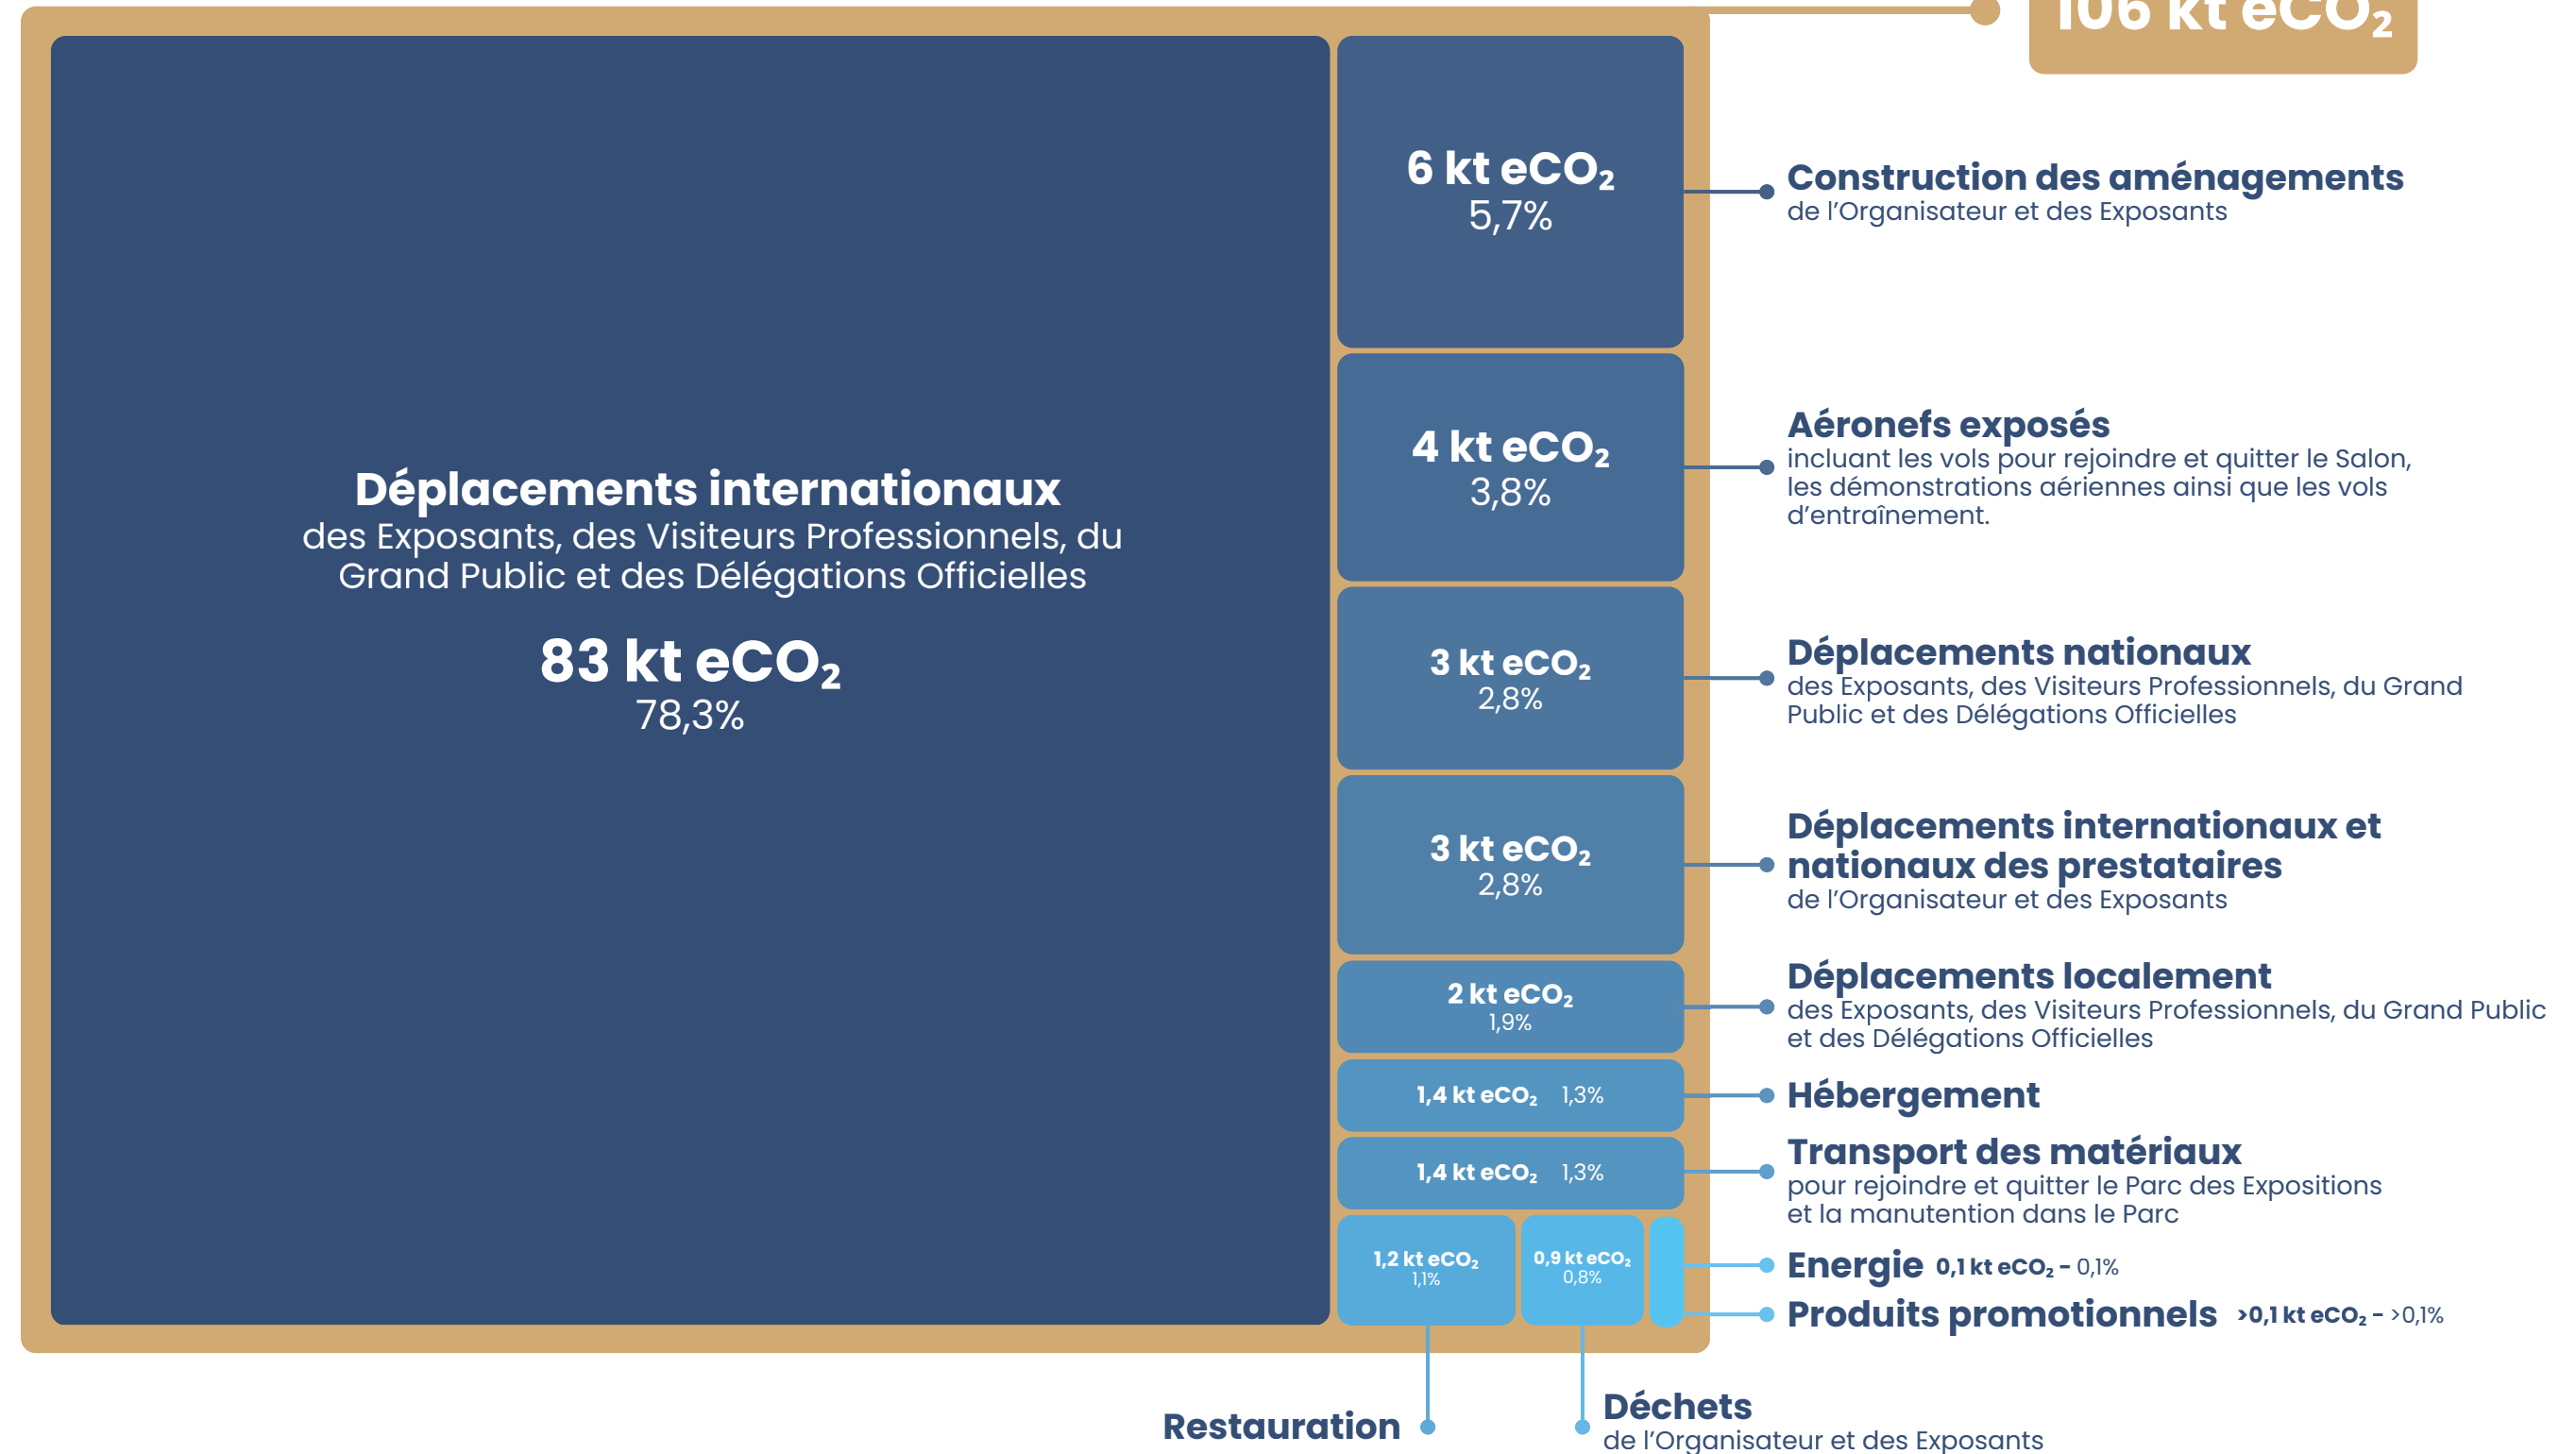 106 kt eCO₂
6 kt eCO₂
5,7%
Construction des aménagements
de l’Organisateur et des Exposants
4 kt eCO₂
3,8%
Aéronefs exposés
incluant les vols pour rejoindre et quitter le Salon,
les démonstrations aériennes ainsi que les vols
d’entraînement.
Déplacements internationaux
des Exposants, des Visiteurs Professionnels, du
Grand Public et des Délégations Officielles
83 kt eCO₂
78,3%
3 kt eCO₂
2,8%
Déplacements nationaux
des Exposants, des Visiteurs Professionnels, du Grand
Public et des Délégations Officielles
3 kt eCO₂
2,8%
Déplacements internationaux et
nationaux des prestataires
de l’Organisateur et des Exposants
2 kt eCO₂
1,9%
Déplacements localement
des Exposants, des Visiteurs Professionnels, du Grand Public
et des Délégations Officielles
1,4 kt eCO₂ 1,3%
Hébergement
1,4 kt eCO₂ 1,3%
Transport des matériaux
pour rejoindre et quitter le Parc des Expositions
et la manutention dans le Parc
1,2 kt eCO₂
1,1%
0,9 kt eCO₂
0,8%
Energie 0,1 kt eCO₂ – 0,1%
Produits promotionnels >0,1 kt eCO₂ – >0,1%
Restauration
Déchets
de l’Organisateur et des Exposants